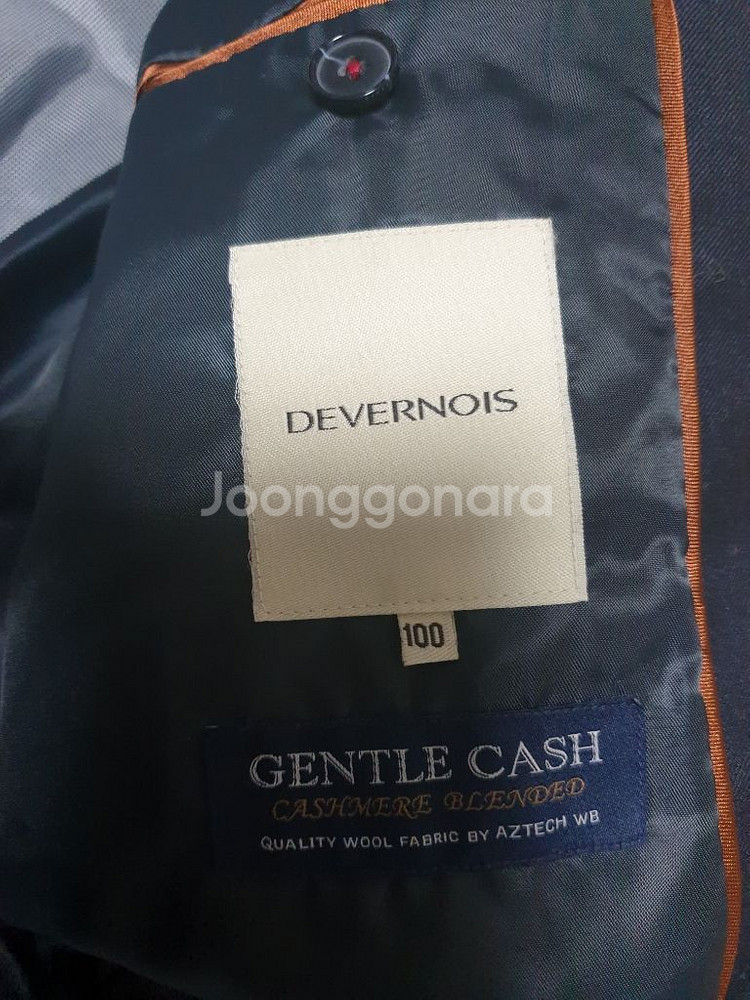 DEVERNOIS
Joonggonara
100
GENTLE CASH
CASHMERE BLENDED
QUALITY WOOL FABRIC BY AZTECH WB